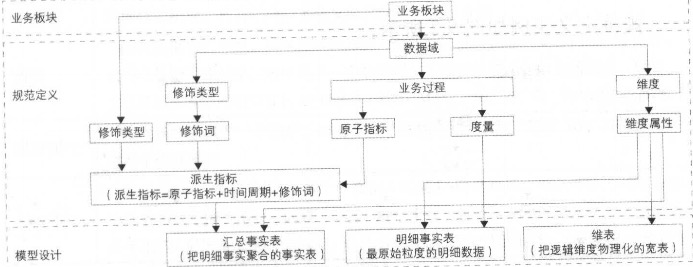 业务板块
业务板块
数据域
规范定义
修饰类型
业务过程
维度
修饰类型
修饰词
原子指标
度量
维度属性
派生指标
（派生指标=原子指标+时间周期+修饰词）
模型设计
汇总事实表
（把明细事实聚合的事实表）
明细事实表
（最原始粒度的明细数据）
维表
（把逻辑维度物理化的宽表）